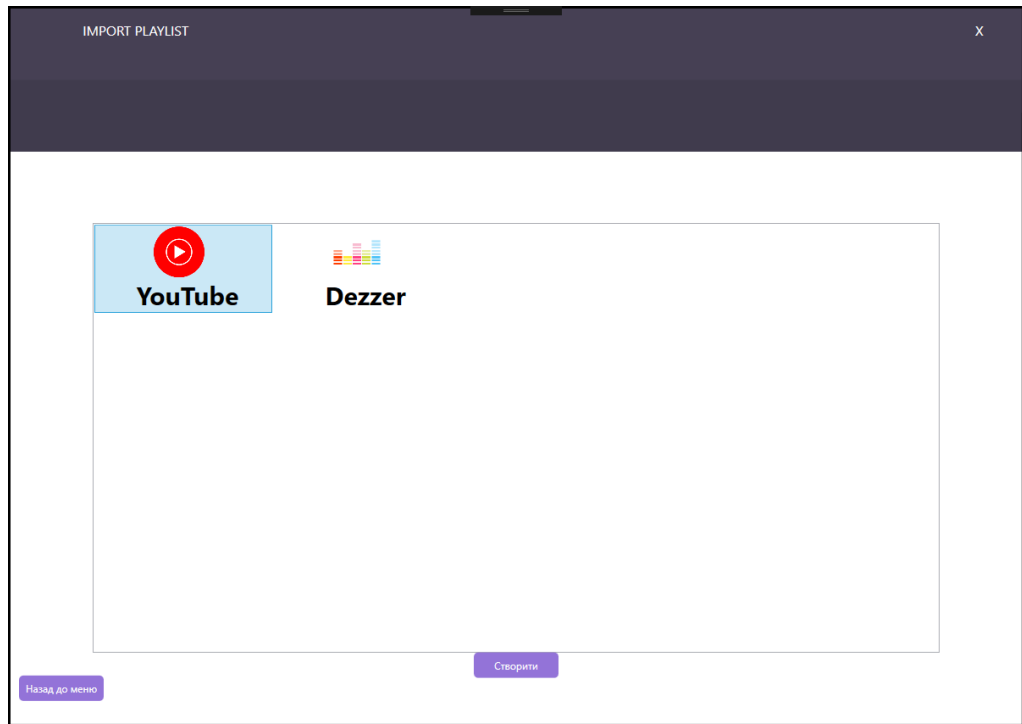 IMPORT PLAYLIST
X
YouTube
Dezzer
Створити
Назад до меню